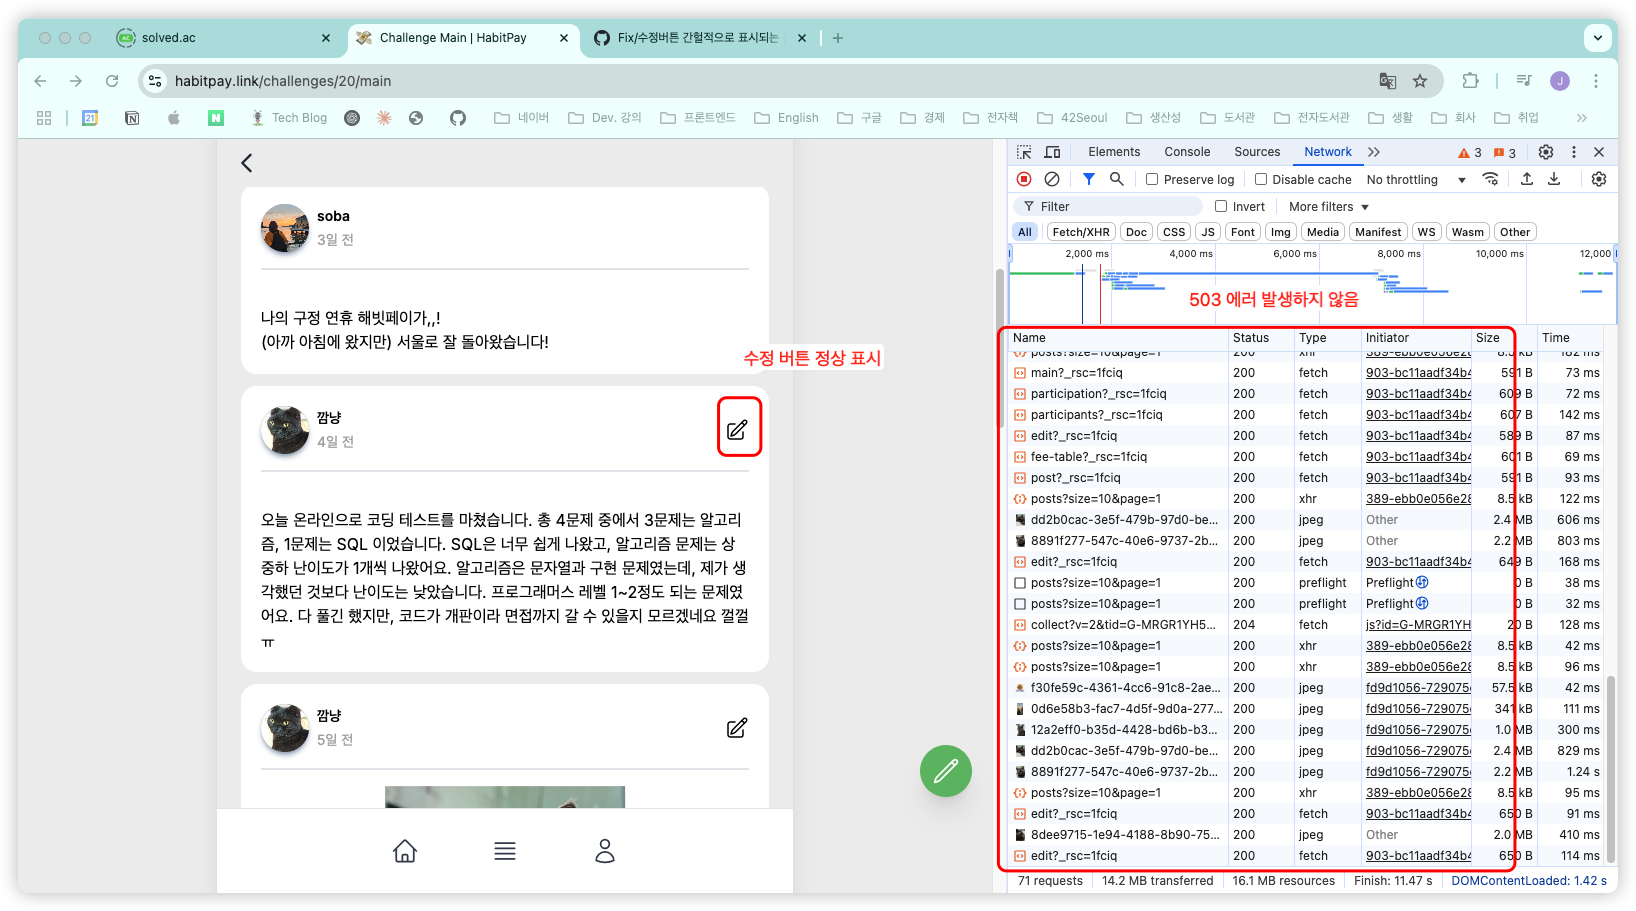 solved.ac
Challenge Main | HabitPay
Fix/수정버튼 간헐적으로 표시되는
habitpay.link/challenges/20/main
J
21
N
N
Tech Blog
네이버
Dev. 강의
프론트엔드
English
구글
경제
전자책
42Seoul
생산성
도서관
전자도서관
생활
회사
취업
soba
3일 전
나의 구정 연휴 해빗페이가,,!
(아까 아침에 왔지만) 서울로 잘 돌아왔습니다!
수정 버튼 정상 표시
깜냥
4일 전
오늘 온라인으로 코딩 테스트를 마쳤습니다. 총 4문제 중에서 3문제는 알고리
즘, 1문제는 SQL 이었습니다. SQL은 너무 쉽게 나왔고, 알고리즘 문제는 상
중하 난이도가 1개씩 나왔어요. 알고리즘은 문자열과 구현 문제였는데, 제가 생
각했던 것보다 난이도는 낮았습니다. 프로그래머스 레벨 1~2정도 되는 문제였
어요. 다 풀긴 했지만, 코드가 개판이라 면접까지 갈 수 있을지 모르겠네요 껄껄
ㅠ
깜냥
5일 전
Elements Console Sources Network 3 3
Preserve log Disable cache No throttling
Filter Invert More filters
All Fetch/XHR Doc CSS JS Font Img Media Manifest WS Wasm Other
2,000 ms 4,000 ms 6,000 ms 8,000 ms 10,000 ms 12,000
503 에러 발생하지 않음
Name Status Type Initiator Size Time
posts?size=10&page=1 200 xhr 389-ebb0e056e28 8.5 kB 182 ms
main?_rsc=1fciq 200 fetch 903-bc11aadf34b4 591 B 73 ms
participation?_rsc=1fciq 200 fetch 903-bc11aadf34b4 609 B 72 ms
participants?_rsc=1fciq 200 fetch 903-bc11aadf34b4 607 B 142 ms
edit?_rsc=1fciq 200 fetch 903-bc11aadf34b4 589 B 87 ms
fee-table?_rsc=1fciq 200 fetch 903-bc11aadf34b4 601 B 69 ms
post?_rsc=1fciq 200 fetch 903-bc11aadf34b4 591 B 93 ms
posts?size=10&page=1 200 xhr 389-ebb0e056e28 8.5 kB 122 ms
dd2b0cac-3e5f-479b-97d0-be... 200 jpeg Other 2.4 MB 606 ms
8891f277-547c-40e6-9737-2b... 200 jpeg Other 2.2 MB 803 ms
edit?_rsc=1fciq 200 fetch 903-bc11aadf34b4 649 B 168 ms
posts?size=10&page=1 200 preflight Preflight 0 B 38 ms
posts?size=10&page=1 200 preflight Preflight 0 B 32 ms
collect?v=2&tid=G-MRGR1YH5... 204 fetch js?id=G-MRGR1YH 20 B 128 ms
posts?size=10&page=1 200 xhr 389-ebb0e056e28 8.5 kB 42 ms
posts?size=10&page=1 200 xhr 389-ebb0e056e28 8.5 kB 96 ms
f30fe59c-4361-4cc6-91c8-2ae... 200 jpeg fd9d1056-729075 57.5 kB 42 ms
0d6e58b3-fac7-4d5f-9d0a-277... 200 jpeg fd9d1056-729075 341 kB 111 ms
12a2eff0-b35d-4428-bd6b-b3... 200 jpeg fd9d1056-729075 1.0 MB 300 ms
dd2b0cac-3e5f-479b-97d0-be... 200 jpeg fd9d1056-729075 2.4 MB 829 ms
8891f277-547c-40e6-9737-2b... 200 jpeg fd9d1056-729075 2.2 MB 1.24 s
posts?size=10&page=1 200 xhr 389-ebb0e056e28 8.5 kB 95 ms
edit?_rsc=1fciq 200 fetch 903-bc11aadf34b4 650 B 91 ms
8dee9715-1e94-4188-8b90-75... 200 jpeg Other 2.0 MB 410 ms
edit?_rsc=1fciq 200 fetch 903-bc11aadf34b4 650 B 114 ms
71 requests 14.2 MB transferred 16.1 MB resources Finish: 11.47 s DOMContentLoaded: 1.42 s